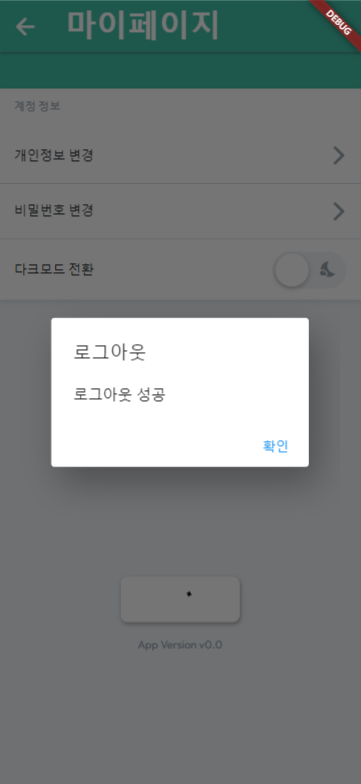 마이페이지
DEBUG
계정 정보
개인정보 변경
비밀번호 변경
다크모드 전환
로그아웃
로그아웃 성공
확인
App Version v0.0